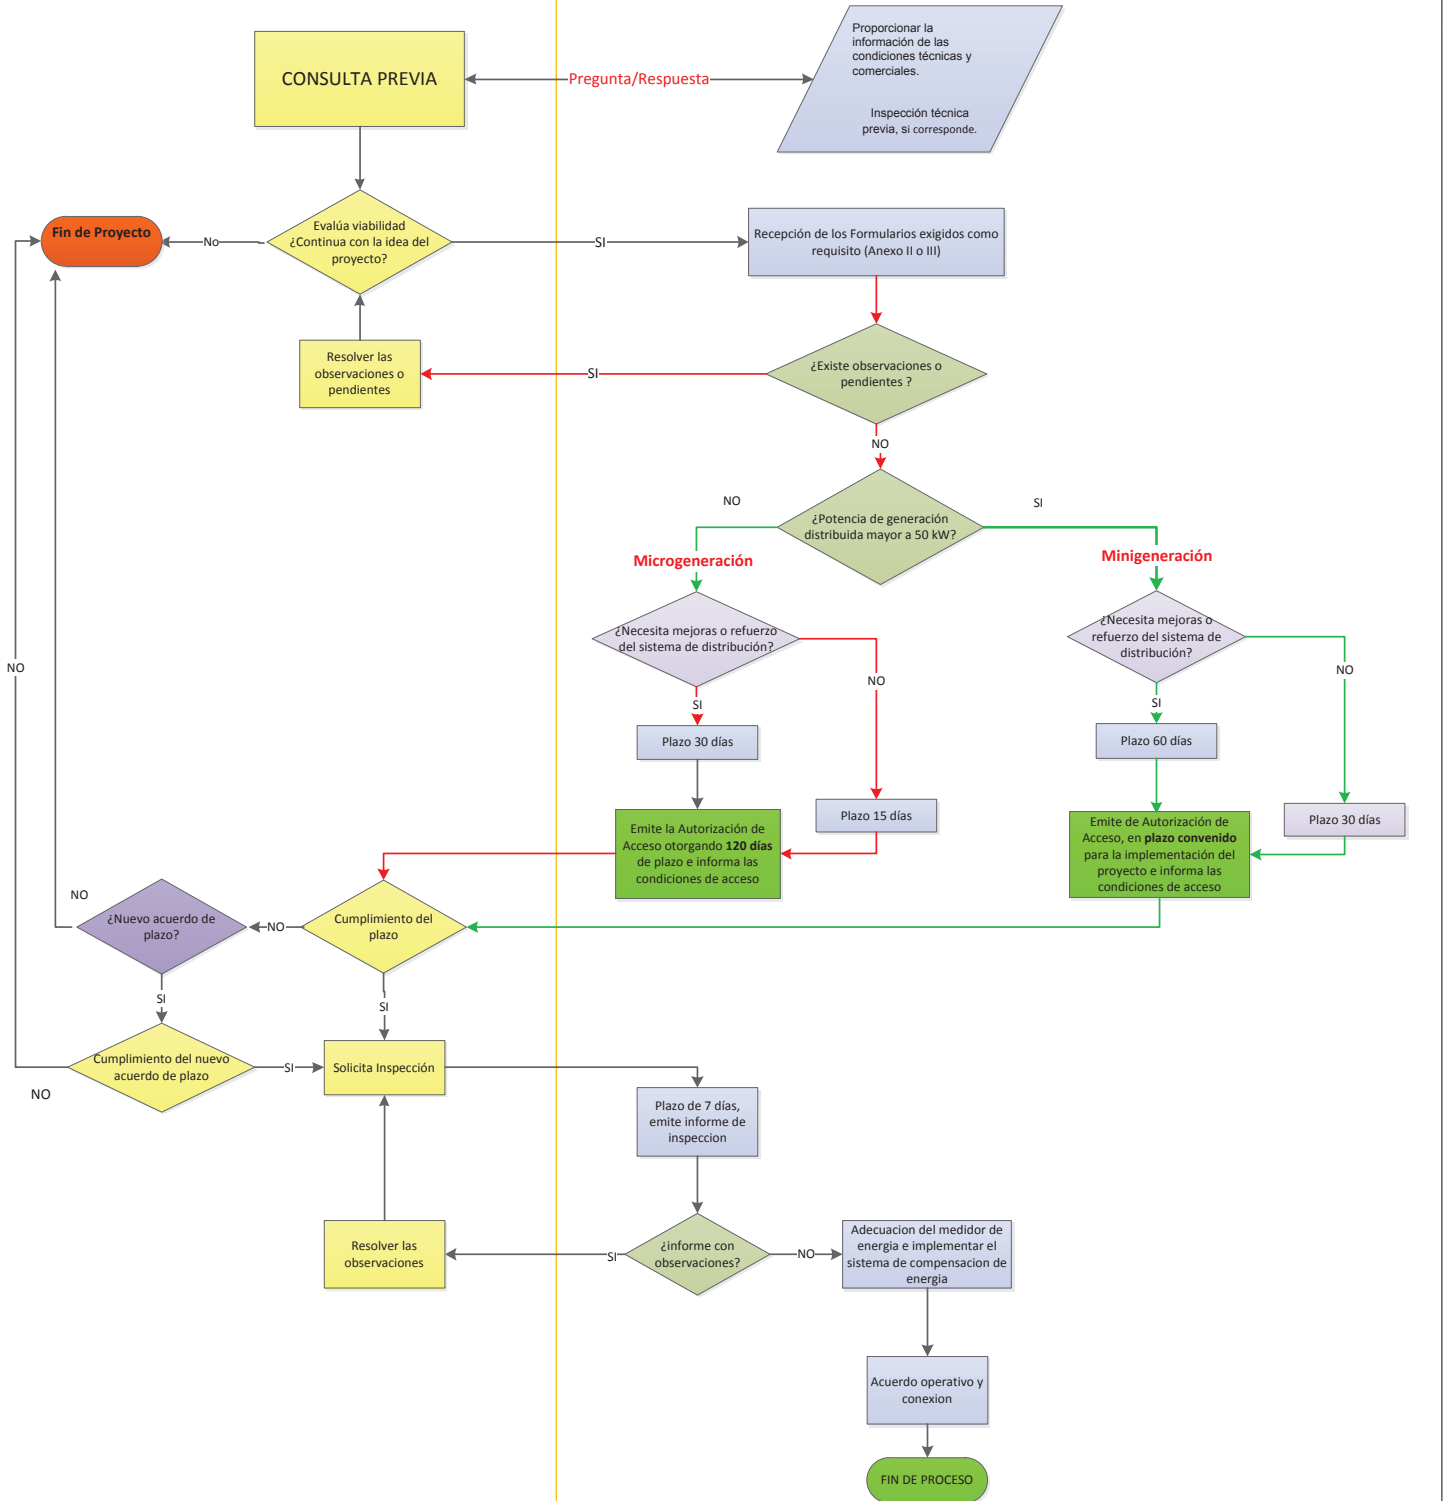 Proporcionar la
información de las
condiciones técnicas y
comerciales.
Inspección técnica
previa, si corresponde.
CONSULTA PREVIA
Pregunta/Respuesta
Fin de Proyecto
No
Evalúa viabilidad
¿Continua con la idea del
proyecto?
SI
Recepción de los Formularios exigidos como
requisito (Anexo II o III)
Resolver las
observaciones o
pendientes
SI
¿Existe observaciones o
pendientes ?
NO
NO
¿Potencia de generación
distribuida mayor a 50 kW?
SI
Microgeneración
Minigeneración
¿Necesita mejoras o refuerzo
del sistema de distribución?
¿Necesita mejoras o
refuerzo del sistema de
distribución?
NO
NO
NO
SI
SI
Plazo 30 días
Plazo 60 días
Plazo 15 días
Plazo 30 días
Emite la Autorización de
Acceso otorgando 120 días
de plazo e informa las
condiciones de acceso
Emite de Autorización de
Acceso, en plazo convenido
para la implementación del
proyecto e informa las
condiciones de acceso
NO
¿Nuevo acuerdo de
plazo?
NO
Cumplimiento del
plazo
SI
SI
Cumplimiento del nuevo
acuerdo de plazo
SI
Solicita Inspección
NO
Plazo de 7 días,
emite informe de
inspeccion
Resolver las
observaciones
SI
¿informe con
observaciones?
NO
Adecuacion del medidor de
energia e implementar el
sistema de compensacion de
energia
Acuerdo operativo y
conexion
FIN DE PROCESO